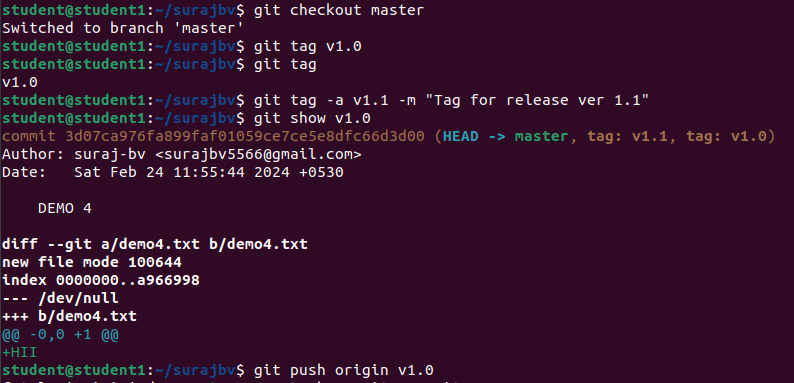 student@student1:~/surajbv$ git checkout master
Switched to branch 'master'
student@student1:~/surajbv$ git tag v1.0
student@student1:~/surajbv$ git tag
v1.0
student@student1:~/surajbv$ git tag -a v1.1 -m "Tag for release ver 1.1"
student@student1:~/surajbv$ git show v1.0
commit 3d07ca976fa899faf01059ce7ce5e8dfc66d3d00 (HEAD -> master, tag: v1.1, tag: v1.0)
Author: suraj-bv <surajbv5566@gmail.com>
Date:   Sat Feb 24 11:55:44 2024 +0530
    DEMO 4
diff --git a/demo4.txt b/demo4.txt
new file mode 100644
index 0000000..a966998
--- /dev/null
+++ b/demo4.txt
@@ -0,0 +1 @@
+HII
student@student1:~/surajbv$ git push origin v1.0